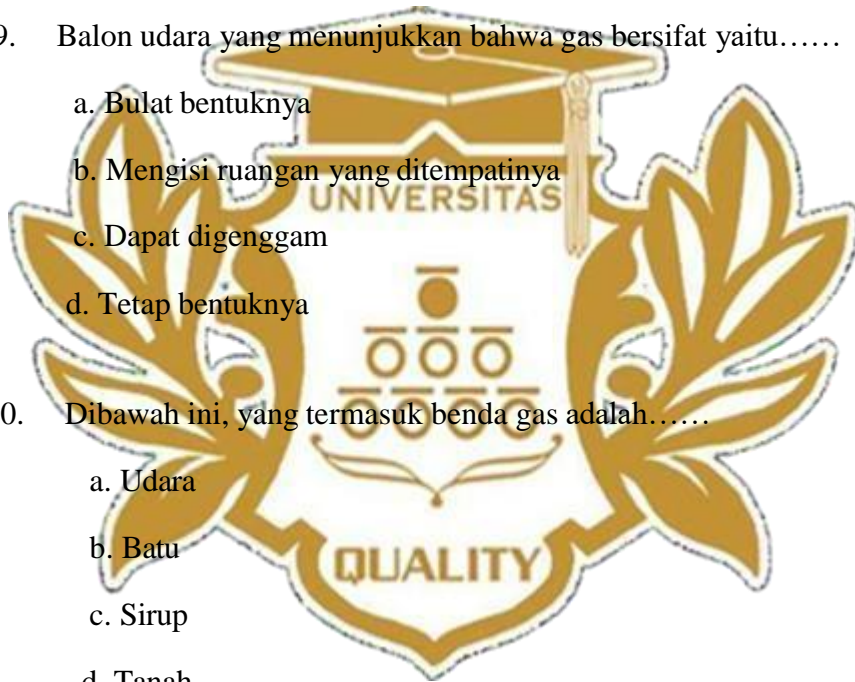 9. Balon udara yang menunjukkan bahwa gas bersifat yaitu……
a. Bulat bentuknya
b. Mengisi ruangan yang ditempatinya
UNIVERSITAS
c. Dapat digenggam
d. Tetap bentuknya
0. Dibawah ini, yang termasuk benda gas adalah……
a. Udara
b. Batu
QUALITY
c. Sirup
d. Tanah